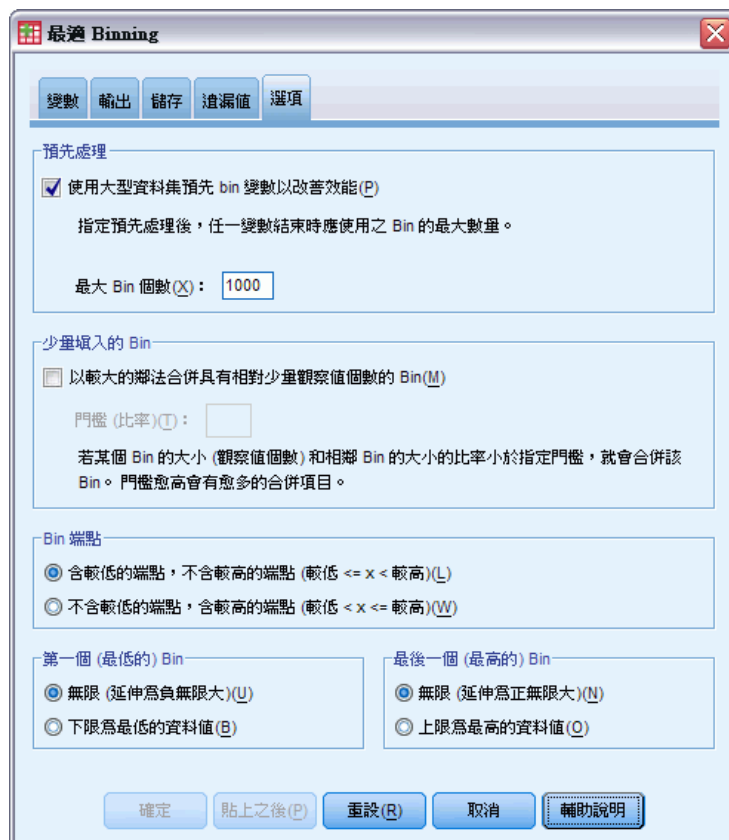 最適 Binning
變數
輸出
儲存
遺漏值
選項
預先處理
使用大型資料集預先 bin 變數以改善效能(P)
指定預先處理後，任一變數結束時應使用之 Bin 的最大數量。
最大 Bin 個數(X)：
1000
少量填入的 Bin
以較大的鄰法合併具有相對少量觀察值個數的 Bin(M)
門檻 (比率)(T)：
若某個 Bin 的大小 (觀察值個數) 和相鄰 Bin 的大小的比率小於指定門檻，就會合併該
Bin。門檻愈高會有愈多的合併項目。
Bin 端點
含較低的端點，不含較高的端點 (較低 <= x < 較高)(L)
不含較低的端點，含較高的端點 (較低 < x <= 較高)(W)
第一個 (最低的) Bin
無限 (延伸為負無限大)(U)
下限為最低的資料值(B)
最後一個 (最高的) Bin
無限 (延伸為正無限大)(N)
上限為最高的資料值(O)
確定
貼上之後(P)
重設(R)
取消
輔助說明